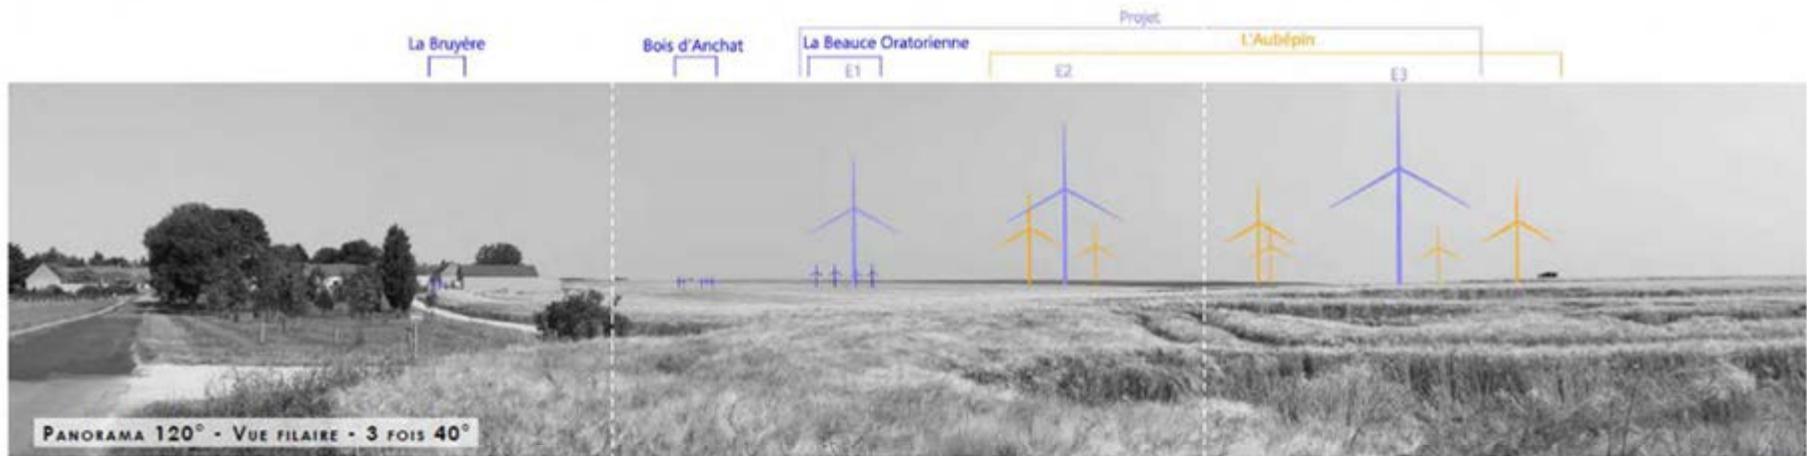 Projet
La Bruyère
Bois d'Anchat
La Beauce Oratorienne
L'Aubépin
E1
E2
E3
PANORAMA 120° - VUE FILAIRE - 3 FOIS 40°